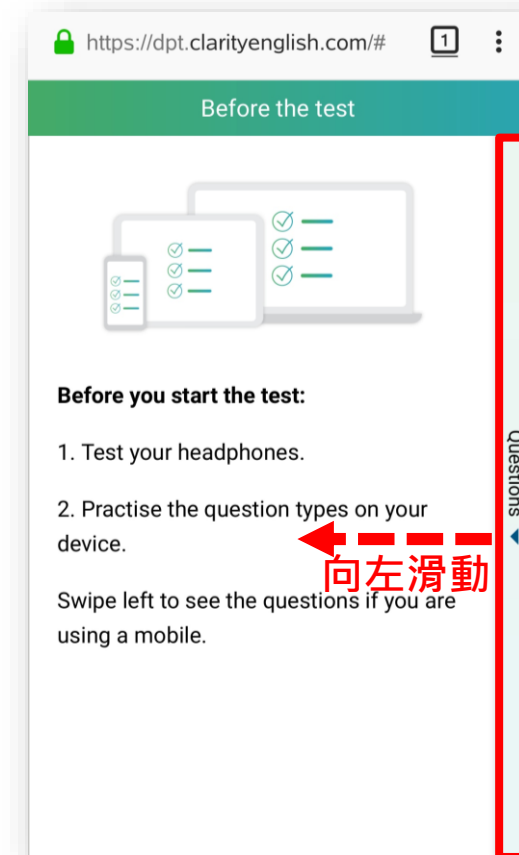 https://dpt.clarityenglish.com/#
1
Before the test
Before you start the test:
1. Test your headphones.
2. Practise the question types on your
device.
向左滑動
Swipe left to see the questions if you are
using a mobile.
Questions